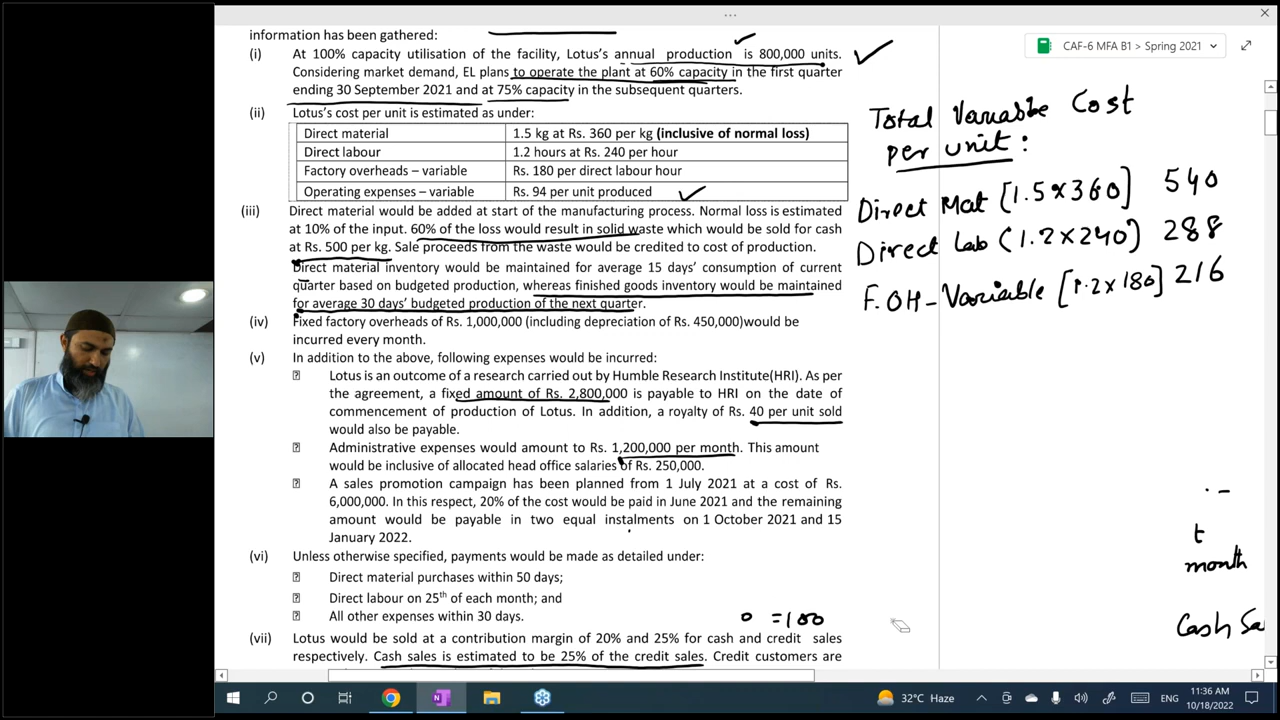 information has been gathered:
CAF-6 MFA B1 > Spring 2021
(i) At 100% capacity utilisation of the facility, Lotus's annual production is 800,000 units.
Considering market demand, EL plans to operate the plant at 60% capacity in the first quarter
ending 30 September 2021 and at 75% capacity in the subsequent quarters.
(ii) Lotus's cost per unit is estimated as under:
Direct material 1.5 kg at Rs. 360 per kg (inclusive of normal loss)
Direct labour 1.2 hours at Rs. 240 per hour
Factory overheads – variable Rs. 180 per direct labour hour
Operating expenses – variable Rs. 94 per unit produced
(iii) Direct material would be added at start of the manufacturing process. Normal loss is estimated
at 10% of the input. 60% of the loss would result in solid waste which would be sold for cash
at Rs. 500 per kg. Sale proceeds from the waste would be credited to cost of production.
Direct material inventory would be maintained for average 15 days' consumption of current
quarter based on budgeted production, whereas finished goods inventory would be maintained
for average 30 days' budgeted production of the next quarter.
(iv) Fixed factory overheads of Rs. 1,000,000 (including depreciation of Rs. 450,000)would be
incurred every month.
(v) In addition to the above, following expenses would be incurred:
Lotus is an outcome of a research carried out by Humble Research Institute(HRI). As per
the agreement, a fixed amount of Rs. 2,800,000 is payable to HRI on the date of
commencement of production of Lotus. In addition, a royalty of Rs. 40 per unit sold
would also be payable.
Administrative expenses would amount to Rs. 1,200,000 per month. This amount
would be inclusive of allocated head office salaries of Rs. 250,000.
A sales promotion campaign has been planned from 1 July 2021 at a cost of Rs.
6,000,000. In this respect, 20% of the cost would be paid in June 2021 and the remaining
amount would be payable in two equal instalments on 1 October 2021 and 15
January 2022.
(vi) Unless otherwise specified, payments would be made as detailed under:
Direct material purchases within 50 days;
Direct labour on 25th of each month; and
All other expenses within 30 days.
0 =100
(vii) Lotus would be sold at a contribution margin of 20% and 25% for cash and credit sales
respectively. Cash sales is estimated to be 25% of the credit sales. Credit customers are
Total Variable Cost
per unit :
Direct Mat [1.5 x 360] 540
Direct Lab (1.2 x 240) 288
F.OH - Variable [1.2 x 180] 216
t
month
Cash Sa
32°C Haze
ENG
11:36 AM
10/18/2022